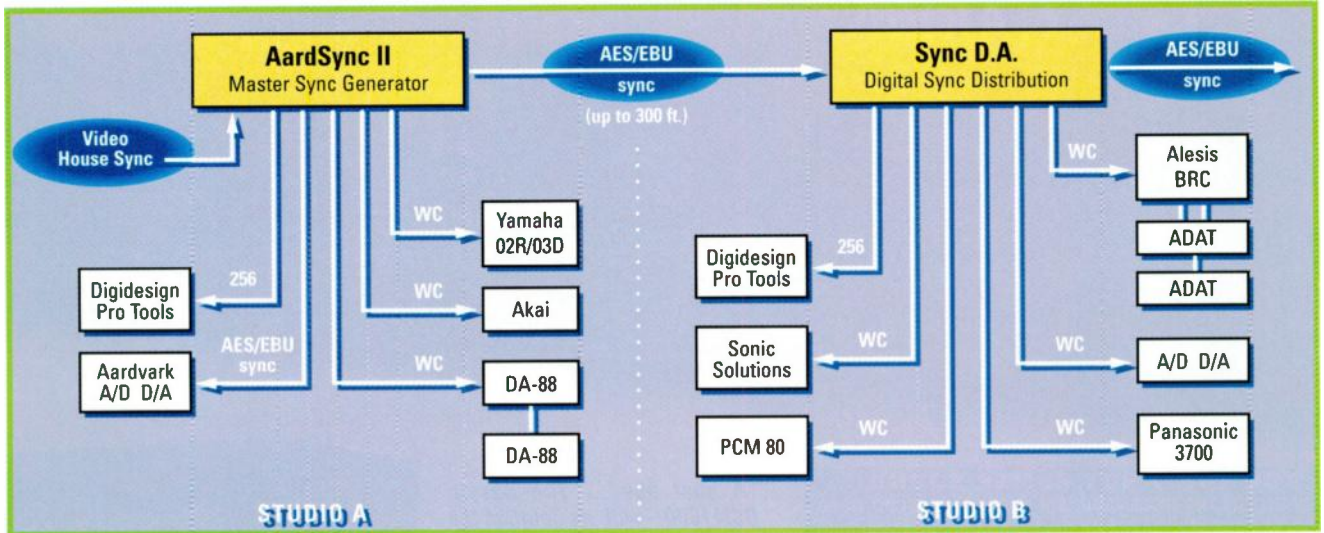 AardSync II
Master Sync Generator
AES/EBU
sync
(up to 300 ft.)
Sync D.A.
Digital Sync Distribution
AES/EBU
sync
Video
House Sync
WC
Yamaha
02R/03D
256
Digidesign
Pro Tools
WC
Akai
AES/EBU
sync
Aardvark
A/D D/A
WC
DA-88
DA-88
STUDIO A
WC
Alesis
BRC
ADAT
ADAT
256
Digidesign
Pro Tools
WC
Sonic
Solutions
WC
A/D D/A
WC
PCM 80
WC
Panasonic
3700
STUDIO B